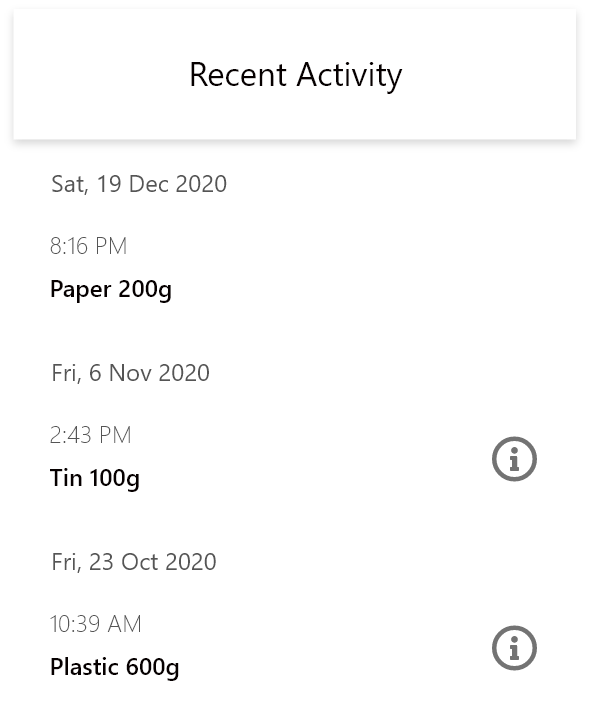 Recent Activity
Sat, 19 Dec 2020
8:16 PM
Paper 200g
Fri, 6 Nov 2020
2:43 PM
Tin 100g
Fri, 23 Oct 2020
10:39 AM
Plastic 600g